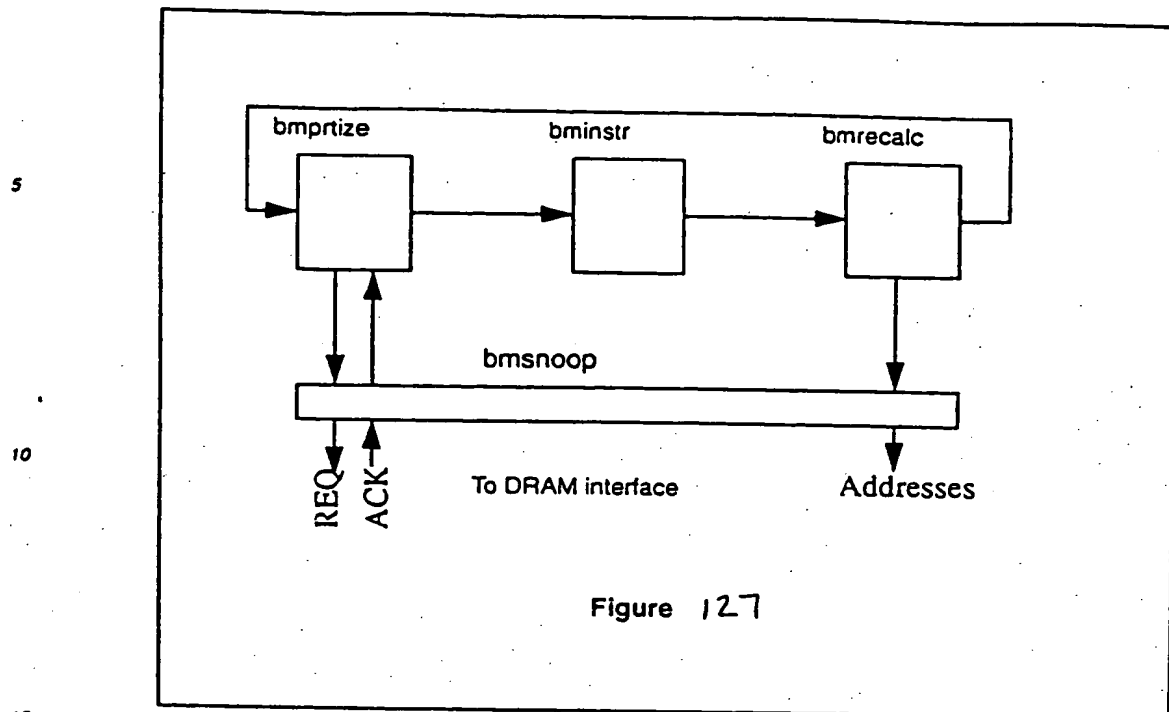 bmprtize
bminstr
bmrecalc
5
bmsnoop
10
REQ
ACK
To DRAM interface
Addresses
Figure 127